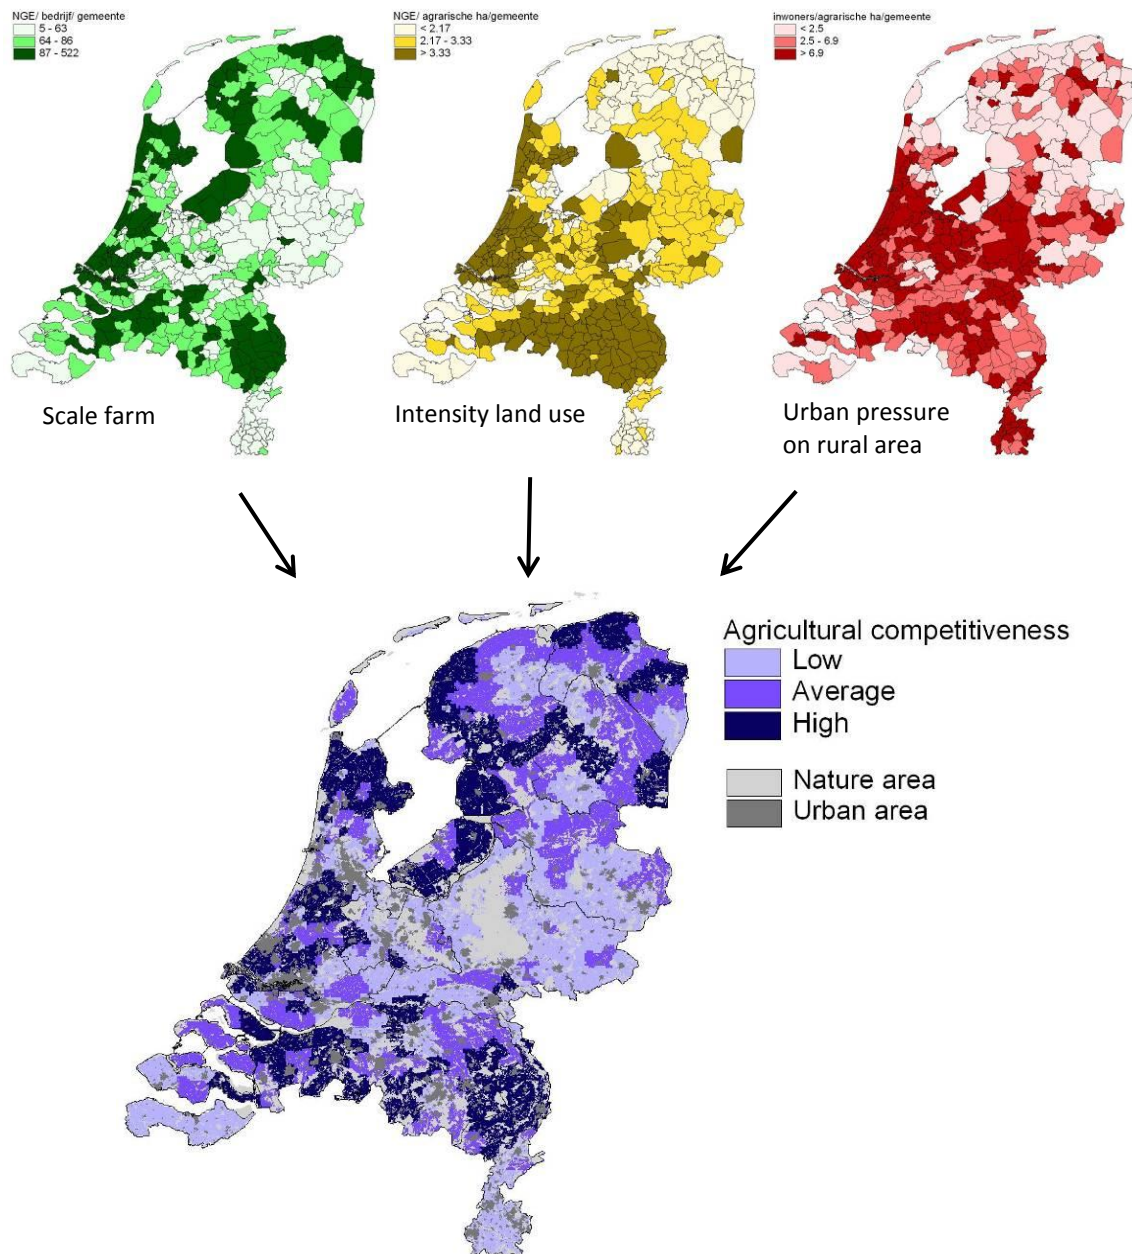 NGE/ bedrijf/ gemeente
5 - 63
64 - 86
87 - 522
NGE/ agrarische ha/gemeente
< 2.17
2.17 - 3.33
> 3.33
inwoners/agrarische ha/gemeente
< 2.5
2.5 - 6.9
> 6.9
Scale farm
Intensity land use
Urban pressure
on rural area
Agricultural competitiveness
Low
Average
High
Nature area
Urban area